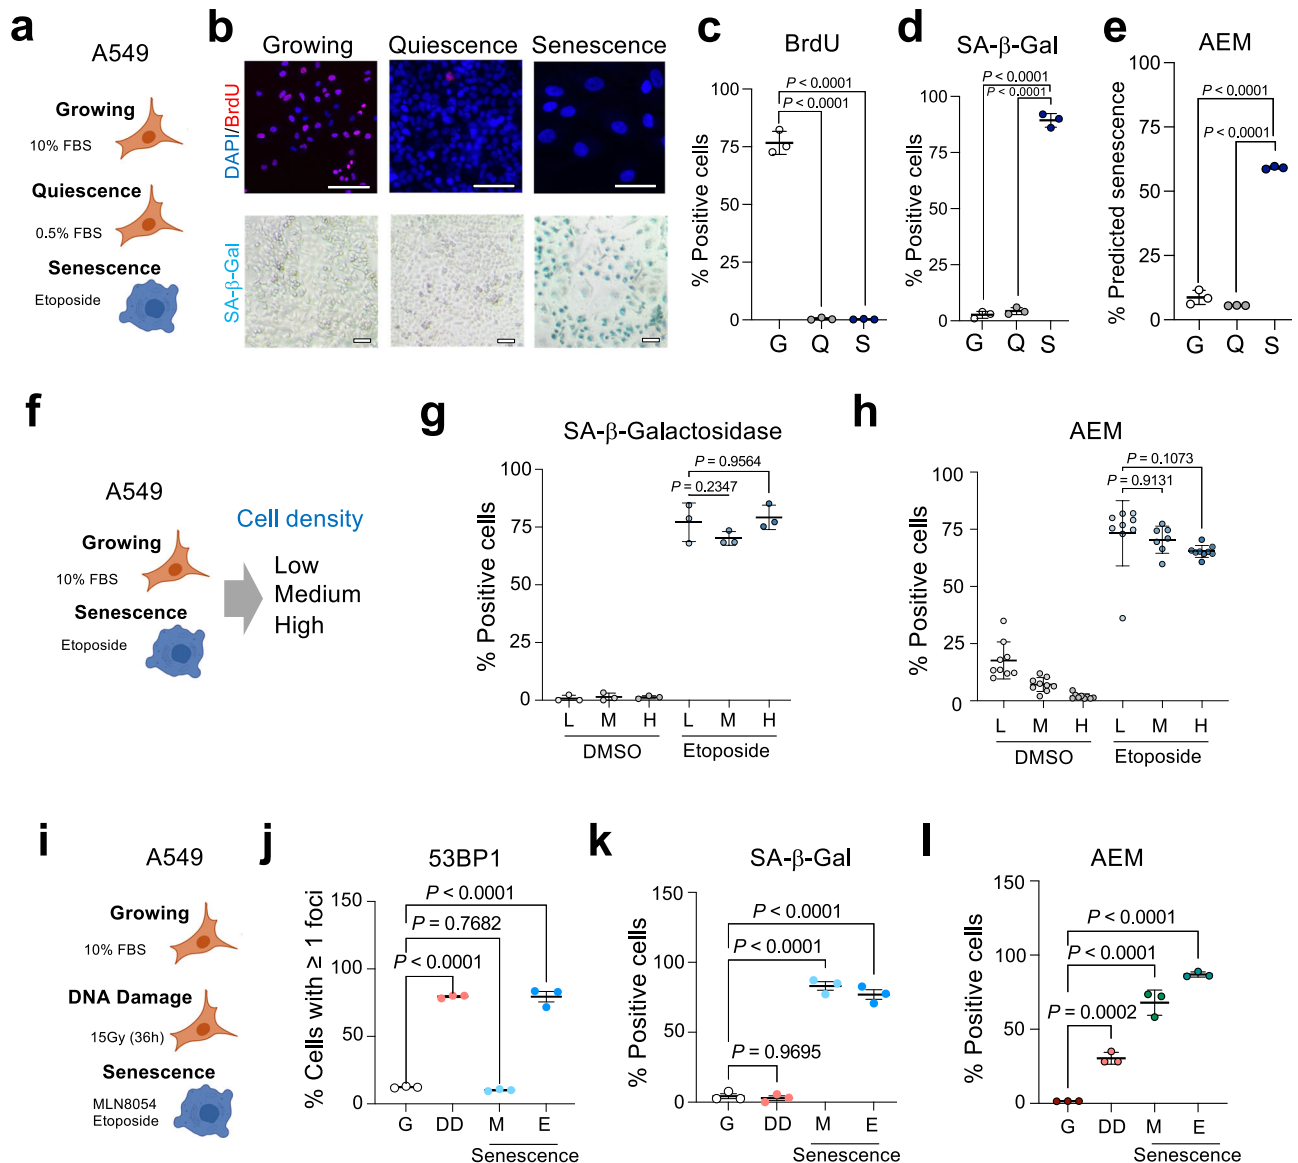 a
A549
Growing
10% FBS
Quiescence
0.5% FBS
Senescence
Etoposide
b
Growing Quiescence Senescence
DAPI/BrdU
SA-β-Gal
c
BrdU
% Positive cells
100
75
50
25
0
P < 0.0001
P < 0.0001
G Q S
d
SA-β-Gal
% Positive cells
100
75
50
25
0
P < 0.0001
P < 0.0001
G Q S
e
AEM
% Predicted senescence
100
75
50
25
0
P < 0.0001
P < 0.0001
G Q S
f
A549
Growing
10% FBS
Senescence
Etoposide
Cell density
Low
Medium
High
g
SA-β-Galactosidase
% Positive cells
100
75
50
25
0
P = 0.9564
P = 0.2347
L M H L M H
DMSO Etoposide
h
AEM
% Positive cells
100
75
50
25
0
P = 0.1073
P = 0.9131
L M H L M H
DMSO Etoposide
i
A549
Growing
10% FBS
DNA Damage
15Gy (36h)
Senescence
MLN8054
Etoposide
j
53BP1
% Cells with ≥ 1 foci
150
100
50
0
P < 0.0001
P = 0.7682
P < 0.0001
G DD M E
Senescence
k
SA-β-Gal
% Positive cells
150
100
50
0
P < 0.0001
P < 0.0001
P = 0.9695
G DD M E
Senescence
l
AEM
% Positive cells
150
100
50
0
P < 0.0001
P < 0.0001
P = 0.0002
G DD M E
Senescence